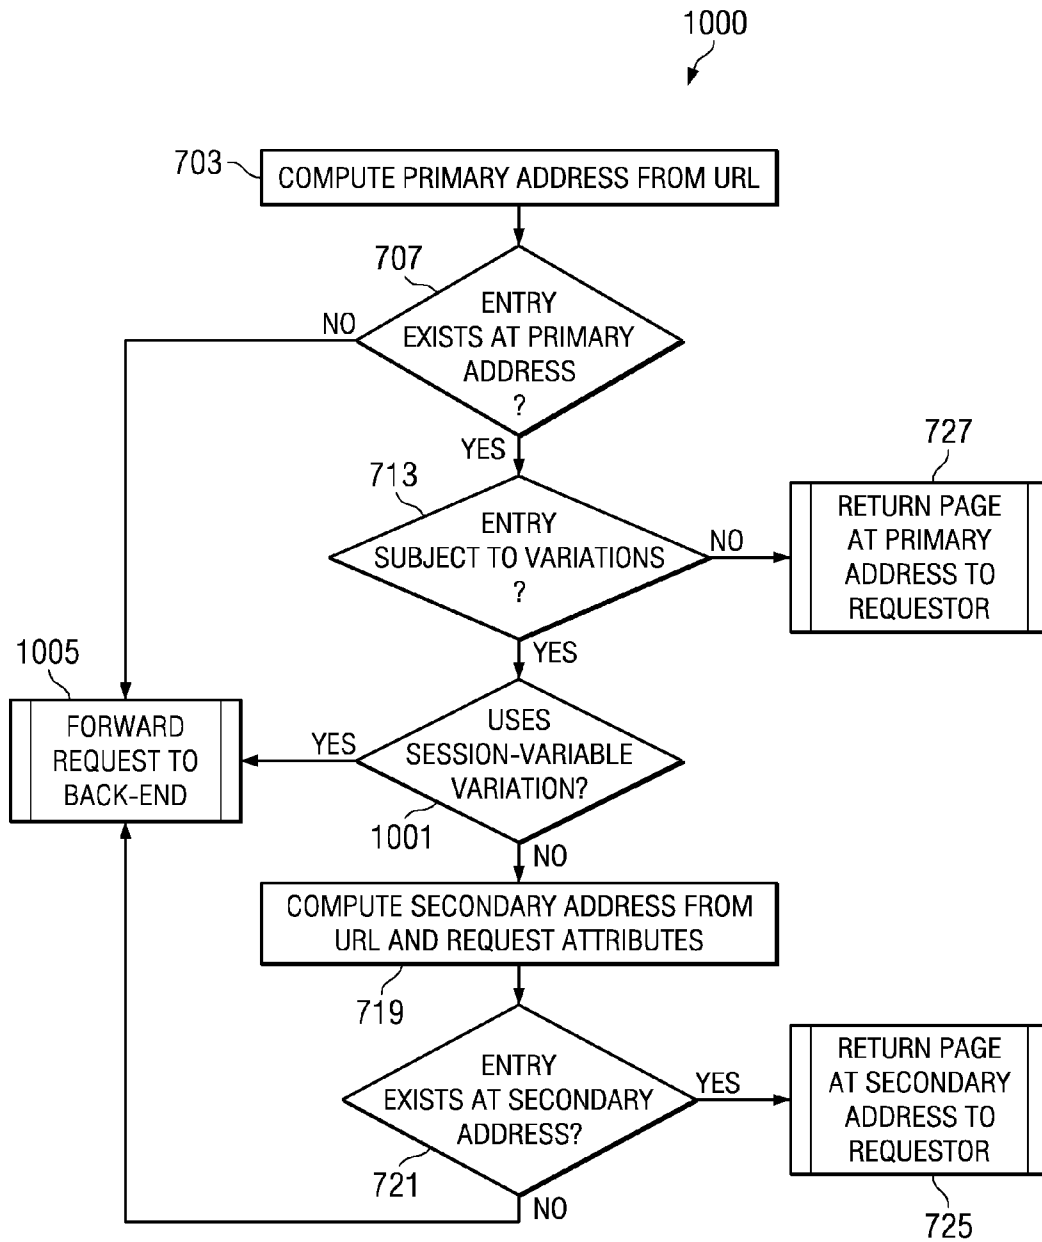 1000
703
COMPUTE PRIMARY ADDRESS FROM URL
707
ENTRY
EXISTS AT PRIMARY
ADDRESS
?
NO
YES
713
ENTRY
SUBJECT TO VARIATIONS
?
NO
727
RETURN PAGE
AT PRIMARY
ADDRESS TO
REQUESTOR
YES
1005
FORWARD
REQUEST TO
BACK-END
YES
USES
SESSION-VARIABLE
VARIATION?
1001
NO
COMPUTE SECONDARY ADDRESS FROM
URL AND REQUEST ATTRIBUTES
719
ENTRY
EXISTS AT SECONDARY
ADDRESS?
721
YES
RETURN PAGE
AT SECONDARY
ADDRESS TO
REQUESTOR
725
NO